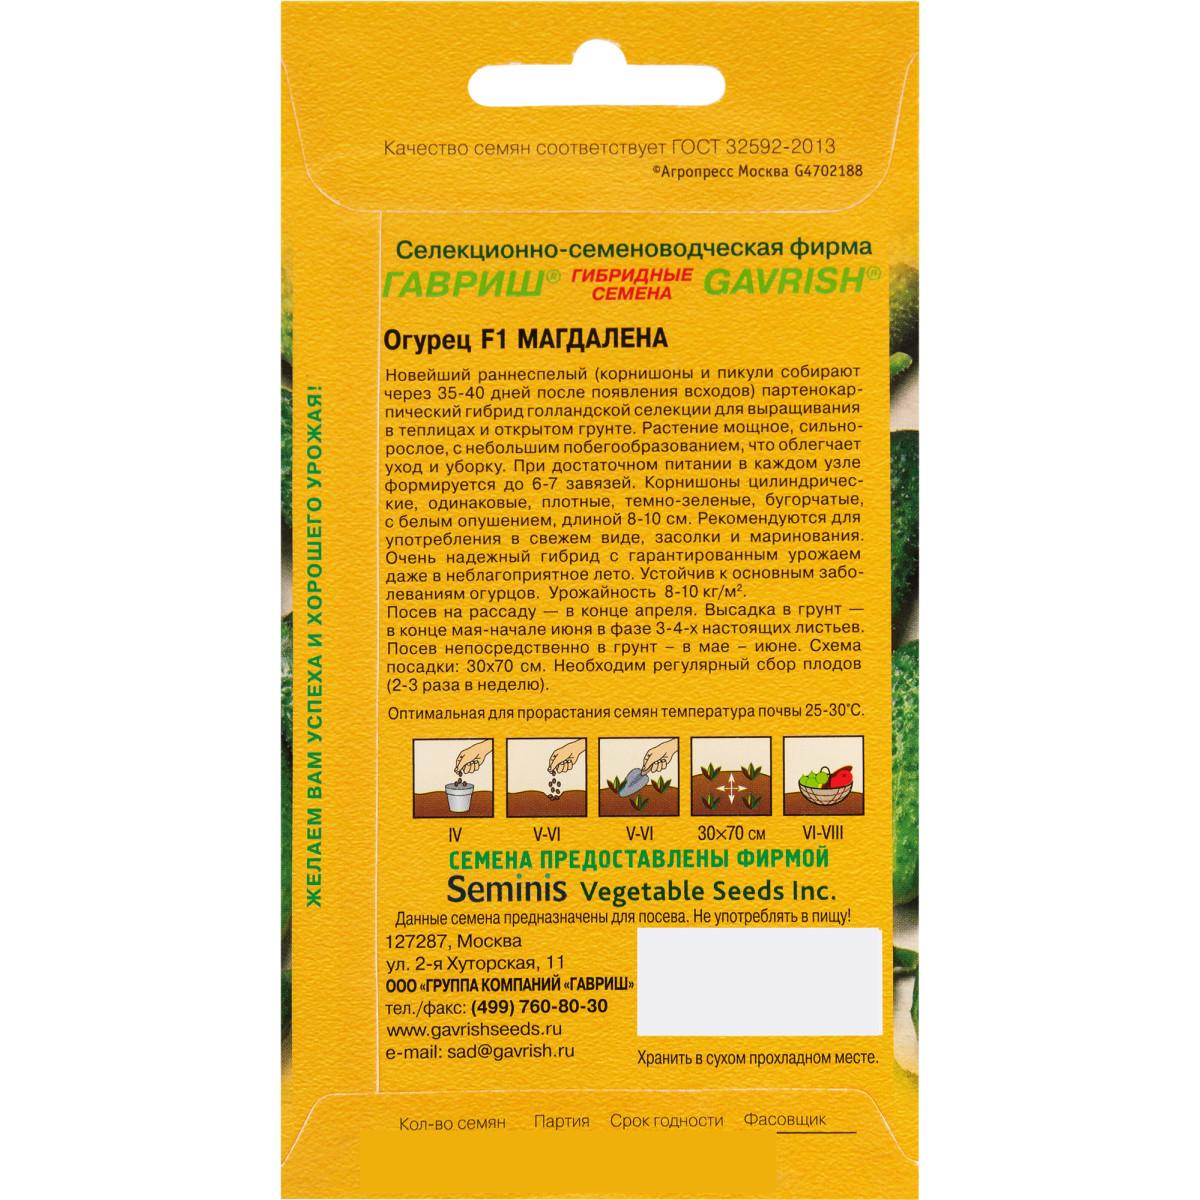 Качество семян соответствует ГОСТ 32592-2013
©Агропресс Москва G4702188
Селекционно-семеноводческая фирма
ГАВРИШ® ГИБРИДНЫЕ СЕМЕНА GAVRISH®
Огурец F1 МАГДАЛЕНА
Новейший раннеспелый (корнишоны и пикули собирают
через 35-40 дней после появления всходов) партенокар-
пический гибрид голландской селекции для выращивания
в теплицах и открытом грунте. Растение мощное, сильно-
рослое, с небольшим побегообразованием, что облегчает
уход и уборку. При достаточном питании в каждом узле
формируется до 6-7 завязей. Корнишоны цилиндричес-
кие, одинаковые, плотные, темно-зеленые, бугорчатые,
с белым опушением, длиной 8-10 см. Рекомендуются для
употребления в свежем виде, засолки и маринования.
Очень надежный гибрид с гарантированным урожаем
даже в неблагоприятное лето. Устойчив к основным забо-
леваниям огурцов. Урожайность 8-10 кг/м².
Посев на рассаду — в конце апреля. Высадка в грунт —
в конце мая-начале июня в фазе 3-4-х настоящих листьев.
Посев непосредственно в грунт – в мае – июне. Схема
посадки: 30х70 см. Необходим регулярный сбор плодов
(2-3 раза в неделю).
Оптимальная для прорастания семян температура почвы 25-30°С.
IV V-VI V-VI 30×70 см VI-VIII
СЕМЕНА ПРЕДОСТАВЛЕНЫ ФИРМОЙ
Seminis Vegetable Seeds Inc.
Данные семена предназначены для посева. Не употреблять в пищу!
127287, Москва
ул. 2-я Хуторская, 11
ООО «ГРУППА КОМПАНИЙ «ГАВРИШ»
тел./факс: (499) 760-80-30
www.gavrishseeds.ru
e-mail: sad@gavrish.ru
Хранить в сухом прохладном месте.
Кол-во семян Партия Срок годности Фасовщик
ЖЕЛАЕМ ВАМ УСПЕХА И ХОРОШЕГО УРОЖАЯ!